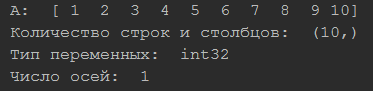 A:  [ 1  2  3  4  5  6  7  8  9 10]
Количество строк и столбцов:  (10,)
Тип переменных:  int32
Число осей:  1